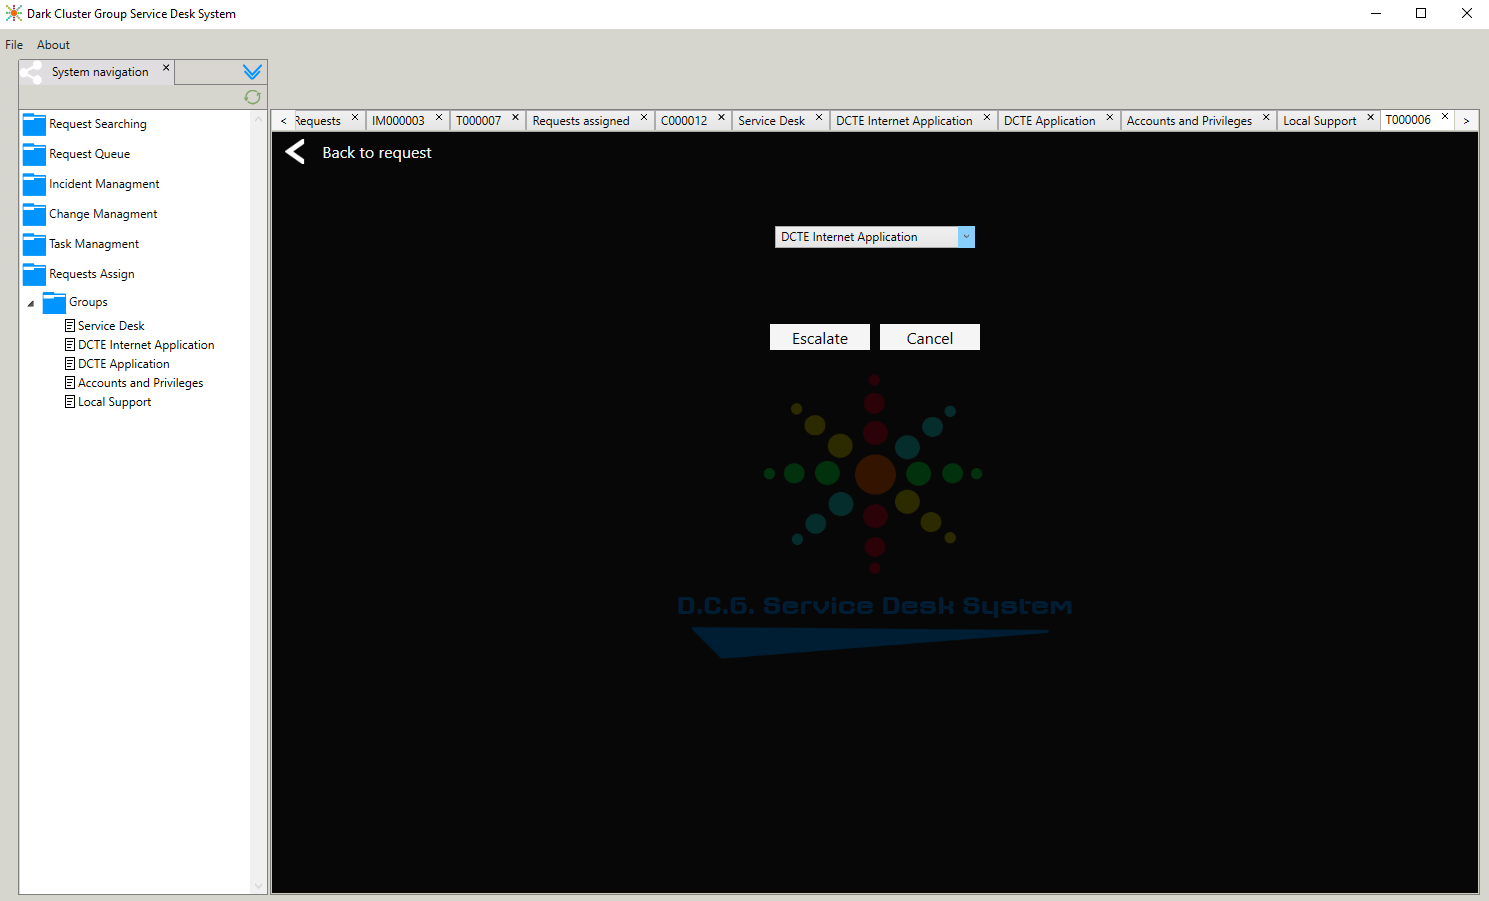 Dark Cluster Group Service Desk System
File About
System navigation
Request Searching
Request Queue
Incident Managment
Change Managment
Task Managment
Requests Assign
Groups
Service Desk
DCTE Internet Application
DCTE Application
Accounts and Privileges
Local Support
< Requests IM000003 T000007 Requests assigned C000012 Service Desk DCTE Internet Application DCTE Application Accounts and Privileges Local Support T000006 >
Back to request
DCTE Internet Application
Escalate Cancel
D.C.G. Service Desk System